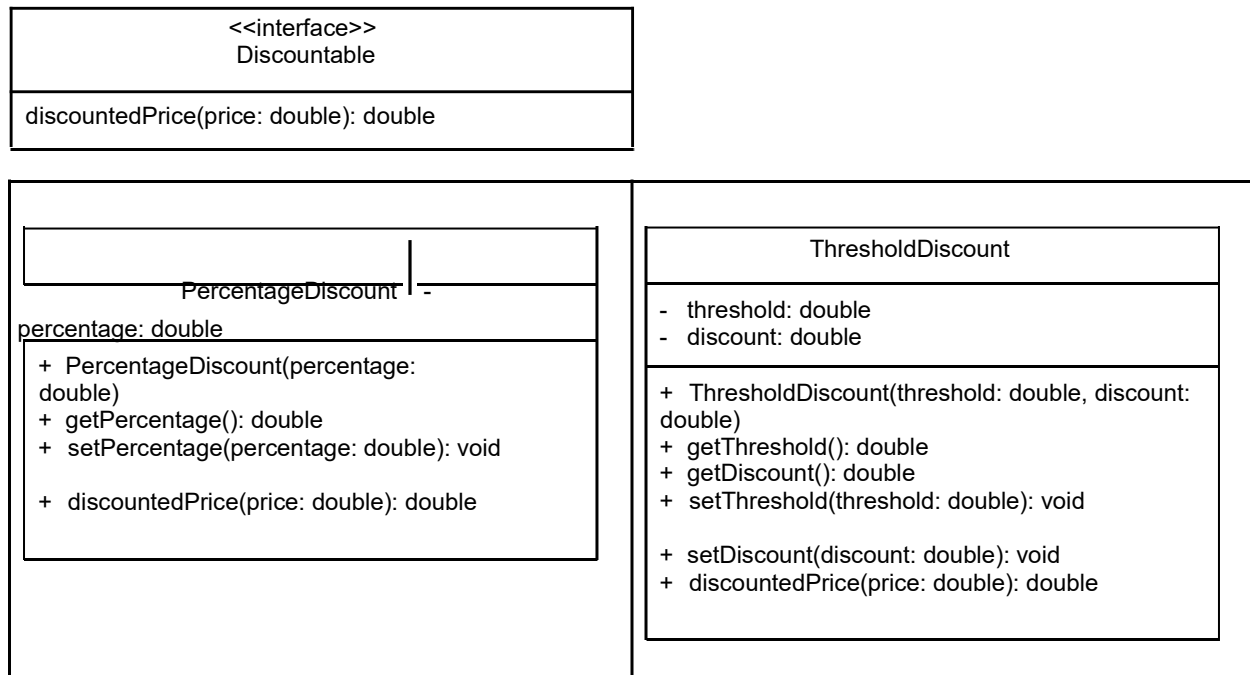 <<interface>>
Discountable
discountedPrice(price: double): double
PercentageDiscount -
percentage: double
+ PercentageDiscount(percentage:
double)
+ getPercentage(): double
+ setPercentage(percentage: double): void
+ discountedPrice(price: double): double
ThresholdDiscount
- threshold: double
- discount: double
+ ThresholdDiscount(threshold: double, discount:
double)
+ getThreshold(): double
+ getDiscount(): double
+ setThreshold(threshold: double): void
+ setDiscount(discount: double): void
+ discountedPrice(price: double): double